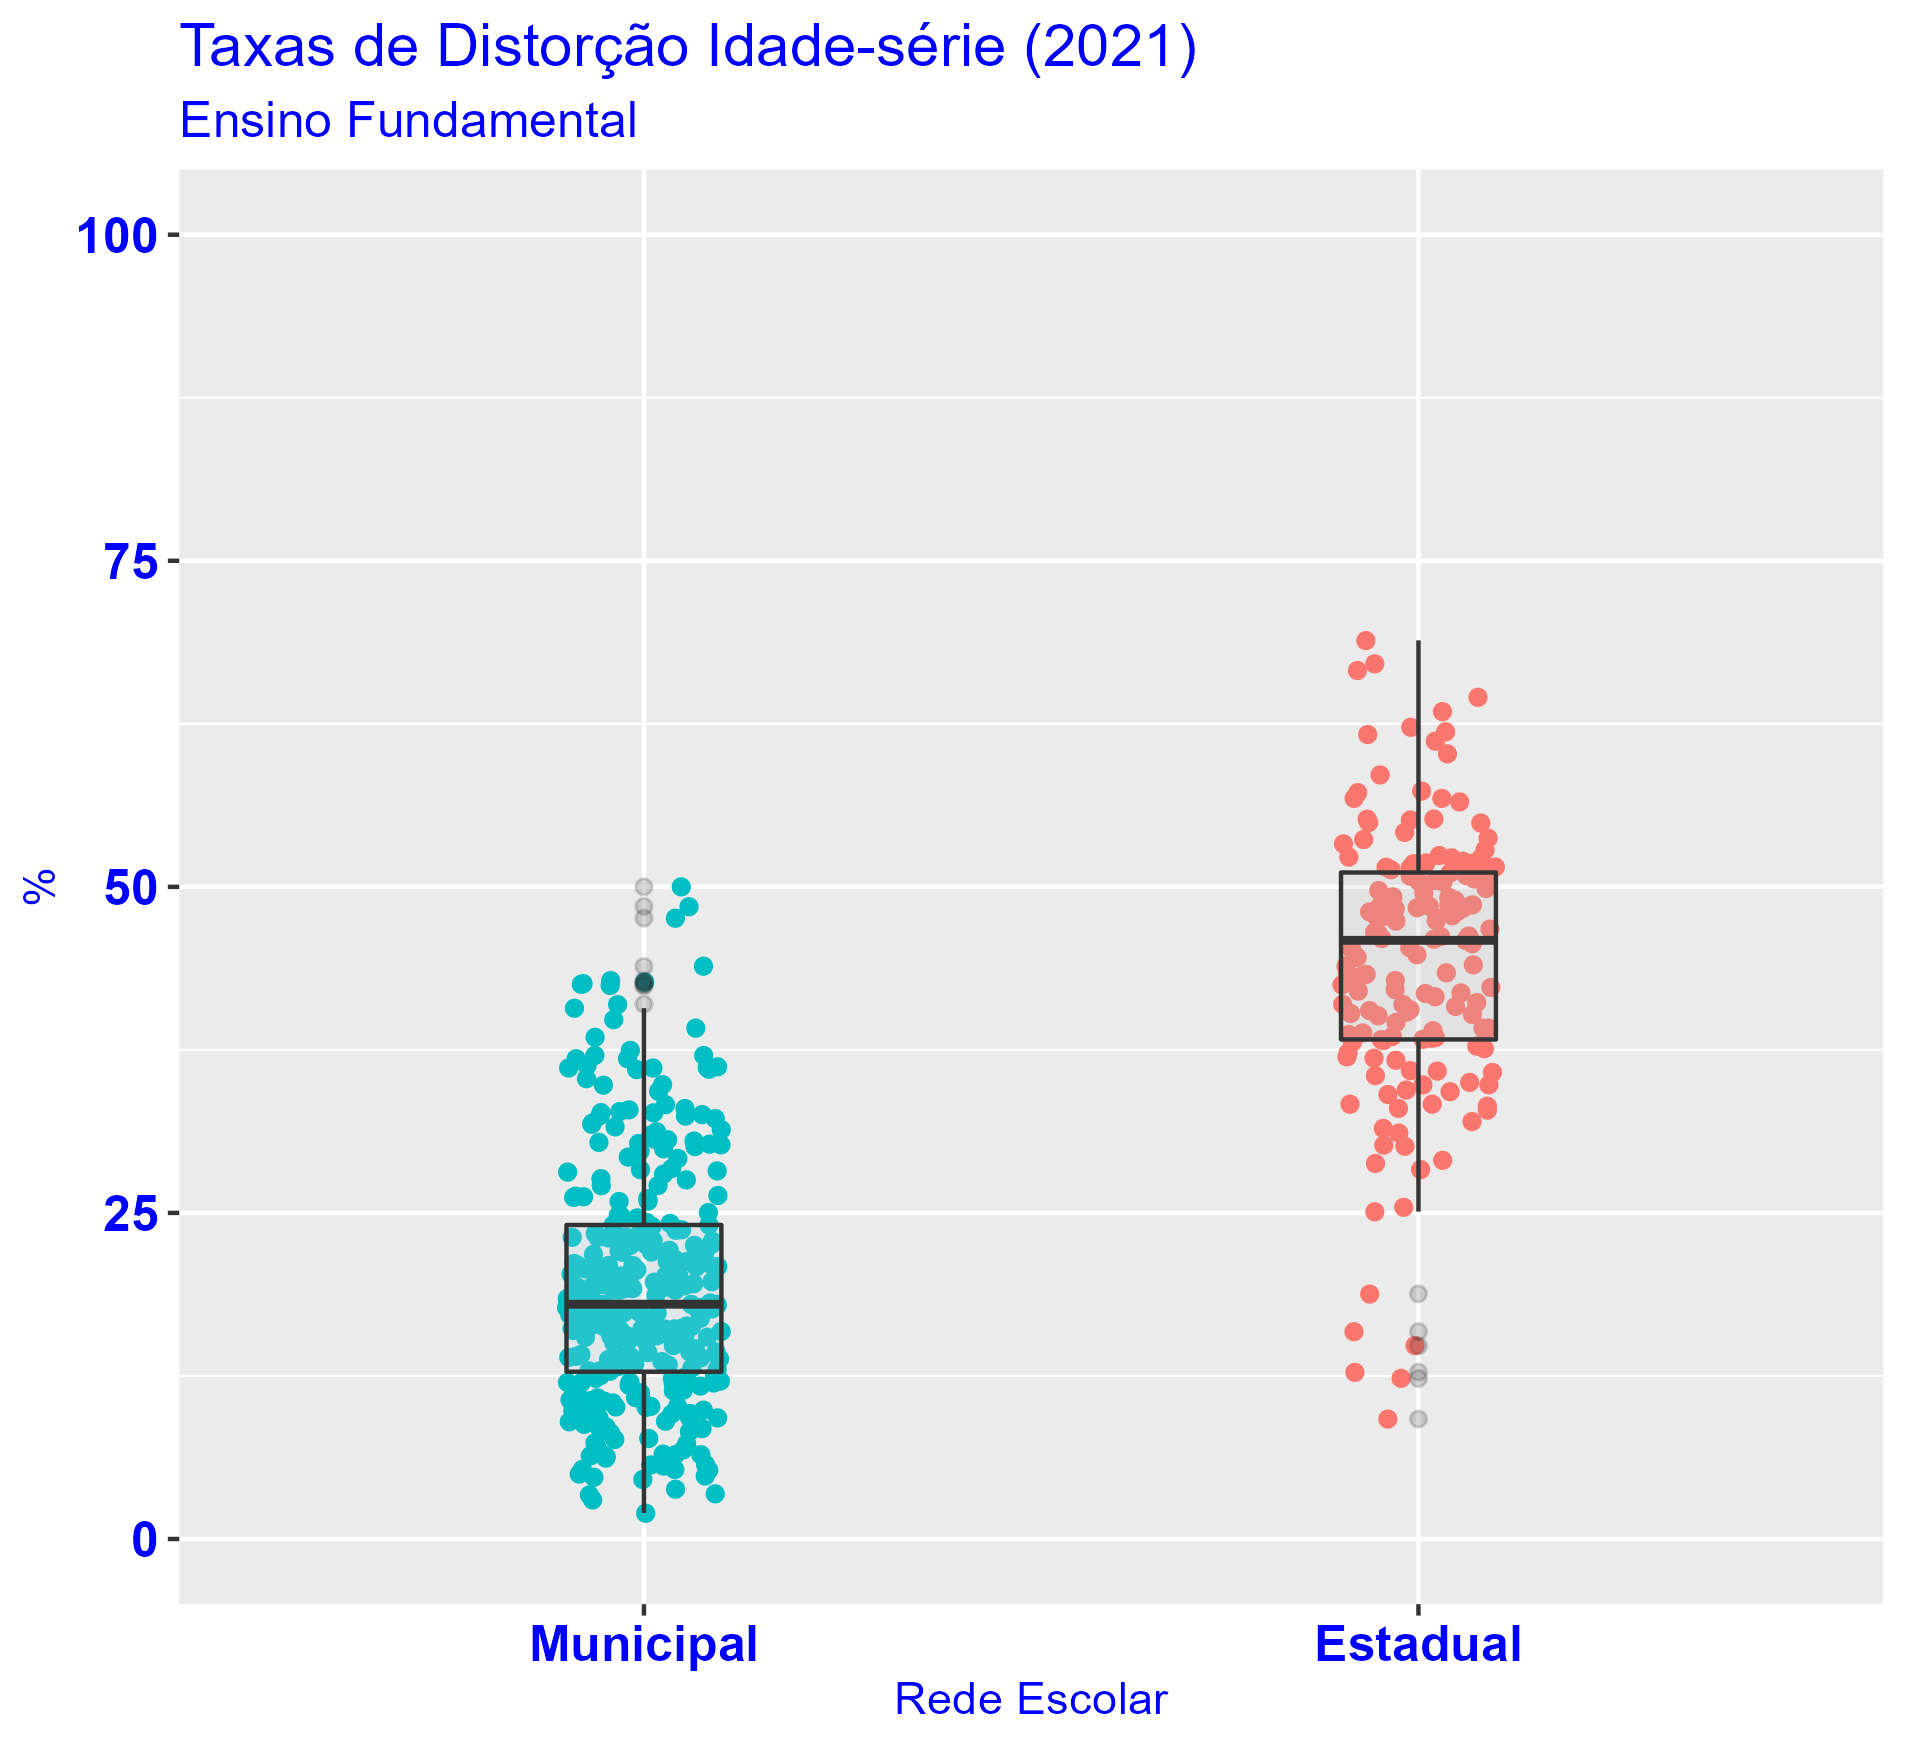 Taxas de Distorção Idade-série (2021)
Ensino Fundamental
100
75
50
25
0
%
Municipal
Estadual
Rede Escolar